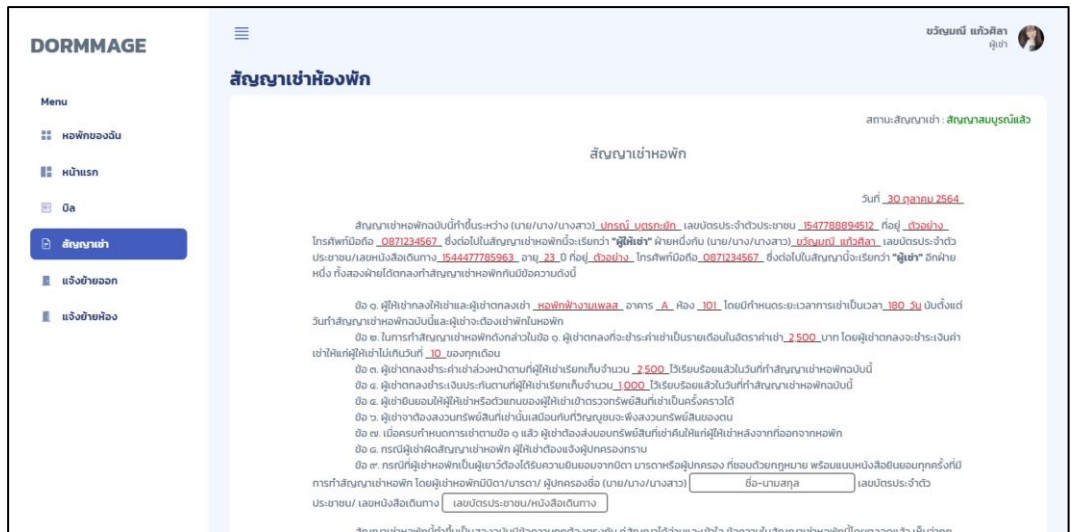 DORMMAGE
ขวัญมณี แก้วศิลา
ผู้เช่า
Menu
หอพักของฉัน
หน้าแรก
บิล
สัญญาเช่า
แจ้งย้ายออก
แจ้งย้ายห้อง
สัญญาเช่าห้องพัก
สถานะสัญญาเช่า : สัญญาสมบูรณ์แล้ว
สัญญาเช่าหอพัก
วันที่ 30 ตุลาคม 2564
สัญญาเช่าหอพักฉบับนี้ทำขึ้นระหว่าง (นาย/นาง/นางสาว) ปกรณ์ บุตรกะยัก เลขบัตรประจำตัวประชาชน 1547788894512 ที่อยู่ ตัวอย่าง
โทรศัพท์มือถือ 0871234567 ซึ่งต่อไปในสัญญาเช่าหอพักนี้จะเรียกว่า "ผู้ให้เช่า" ฝ่ายหนึ่งกับ (นาย/นาง/นางสาว) ขวัญมณี แก้วศิลา เลขบัตรประจำตัว
ประชาชน/เลขหนังสือเดินทาง 1544477785963 อายุ 23 ปี ที่อยู่ ตัวอย่าง โทรศัพท์มือถือ 0871234567 ซึ่งต่อไปในสัญญานี้จะเรียกว่า "ผู้เช่า" อีกฝ่าย
หนึ่ง ทั้งสองฝ่ายได้ตกลงทำสัญญาเช่าหอพักกันมีข้อความดังนี้
ข้อ ๑. ผู้ให้เช่าตกลงให้เช่าและผู้เช่าตกลงเช่า หอพักฟ้างามเพลส อาคาร A ห้อง 101 โดยมีกำหนดระยะเวลาการเช่าเป็นเวลา 180 วัน นับตั้งแต่
วันทำสัญญาเช่าหอพักฉบับนี้และผู้เช่าจะต้องเช่าพักในหอพัก
ข้อ ๒. ในการทำสัญญาเช่าหอพักดังกล่าวในข้อ ๑. ผู้เช่าตกลงที่จะชำระค่าเช่าเป็นรายเดือนในอัตราค่าเช่า 2,500 บาท โดยผู้เช่าตกลงจะชำระเงินค่า
เช่าให้แก่ผู้ให้เช่าไม่เกินวันที่ 10 ของทุกเดือน
ข้อ ๓. ผู้เช่าตกลงชำระค่าเช่าล่วงหน้าตามที่ผู้ให้เช่าเรียกเก็บจำนวน 2,500 ไว้เรียบร้อยแล้วในวันที่ทำสัญญาเช่าหอพักฉบับนี้
ข้อ ๔. ผู้เช่าตกลงชำระเงินประกันตามที่ผู้ให้เช่าเรียกเก็บจำนวน 1,000 ไว้เรียบร้อยแล้วในวันที่ทำสัญญาเช่าหอพักฉบับนี้
ข้อ ๕. ผู้เช่ายินยอมให้ผู้ให้เช่าหรือตัวแทนของผู้ให้เช่าเข้าตรวจทรัพย์สินที่เช่าเป็นครั้งคราวได้
ข้อ ๖. ผู้เช่าจาต้องสงวนทรัพย์สินที่เช่านั้นเสมือนกับที่วิญญูชนจะพึงสงวนทรัพย์สินของตน
ข้อ ๗. เมื่อครบกำหนดการเช่าตามข้อ ๑ แล้ว ผู้เช่าต้องส่งมอบทรัพย์สินที่เช่าคืนให้แก่ผู้ให้เช่าหลังจากที่ออกจากหอพัก
ข้อ ๘. กรณีผู้เช่าผิดสัญญาเช่าหอพัก ผู้ให้เช่าต้องแจ้งผู้ปกครองทราบ
ข้อ ๙. กรณีที่ผู้เช่าหอพักเป็นผู้เยาว์ต้องได้รับความยินยอมจากบิดา มารดาหรือผู้ปกครอง ที่ชอบด้วยกฎหมาย พร้อมแนบหนังสือยินยอมทุกครั้งที่มี
การทำสัญญาเช่าหอพัก โดยผู้เช่าหอพักมีบิดา/มารดา/ ผู้ปกครองชื่อ (นาย/นาง/นางสาว) ชื่อ-นามสกุล เลขบัตรประจำตัว
ประชาชน/ เลขหนังสือเดินทาง เลขบัตรประชาชน/หนังสือเดินทาง